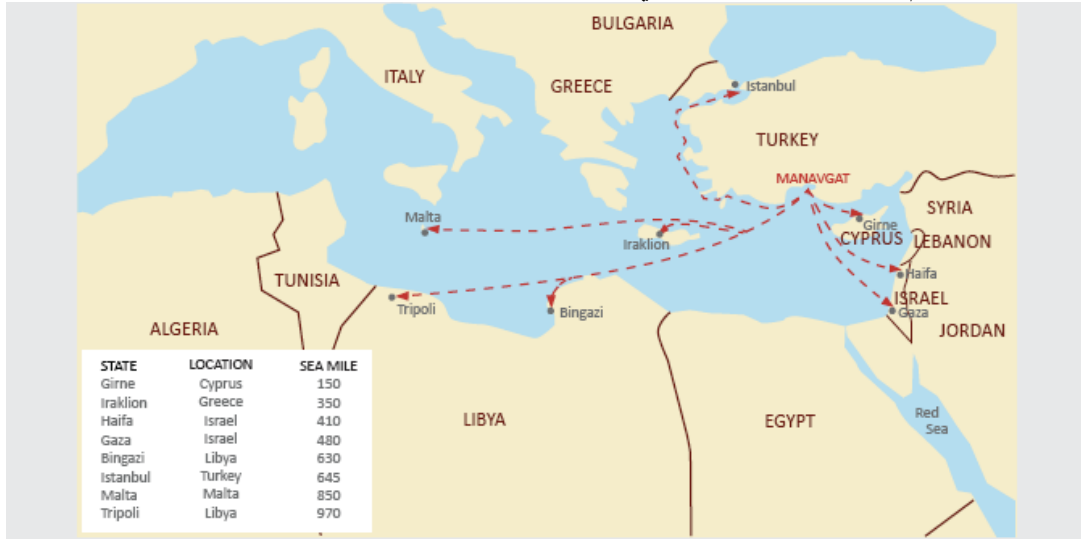 BULGARIA
ITALY
GREECE
Istanbul
TURKEY
MANAVGAT
SYRIA
Malta
Girne
Iraklion
CYPRUS
LEBANON
Haifa
TUNISIA
ISRAEL
Tripoli
Bingazi
Gaza
ALGERIA
JORDAN
LIBYA
EGYPT
Red
Sea
STATE LOCATION SEA MILE
Girne Cyprus 150
Iraklion Greece 350
Haifa Israel 410
Gaza Israel 480
Bingazi Libya 630
Istanbul Turkey 645
Malta Malta 850
Tripoli Libya 970